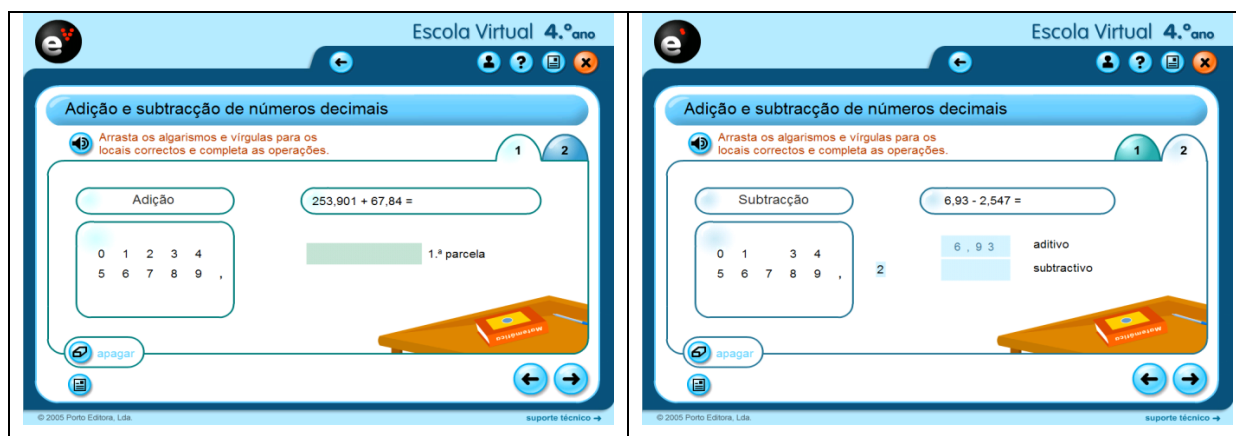 Escola Virtual 4.ºano
Adição e subtracção de números decimais
Arrasta os algarismos e vírgulas para os
locais correctos e completa as operações.
1 2
Adição
253,901 + 67,84 =
0 1 2 3 4
5 6 7 8 9 ,
1.ª parcela
Matemática
apagar
© 2005 Porto Editora, Lda.
suporte técnico
Escola Virtual 4.ºano
Adição e subtracção de números decimais
Arrasta os algarismos e vírgulas para os
locais correctos e completa as operações.
1 2
Subtracção
6,93 - 2,547 =
0 1 3 4
5 6 7 8 9 ,
2
6 , 9 3 aditivo
subtractivo
Matemática
apagar
© 2005 Porto Editora, Lda.
suporte técnico